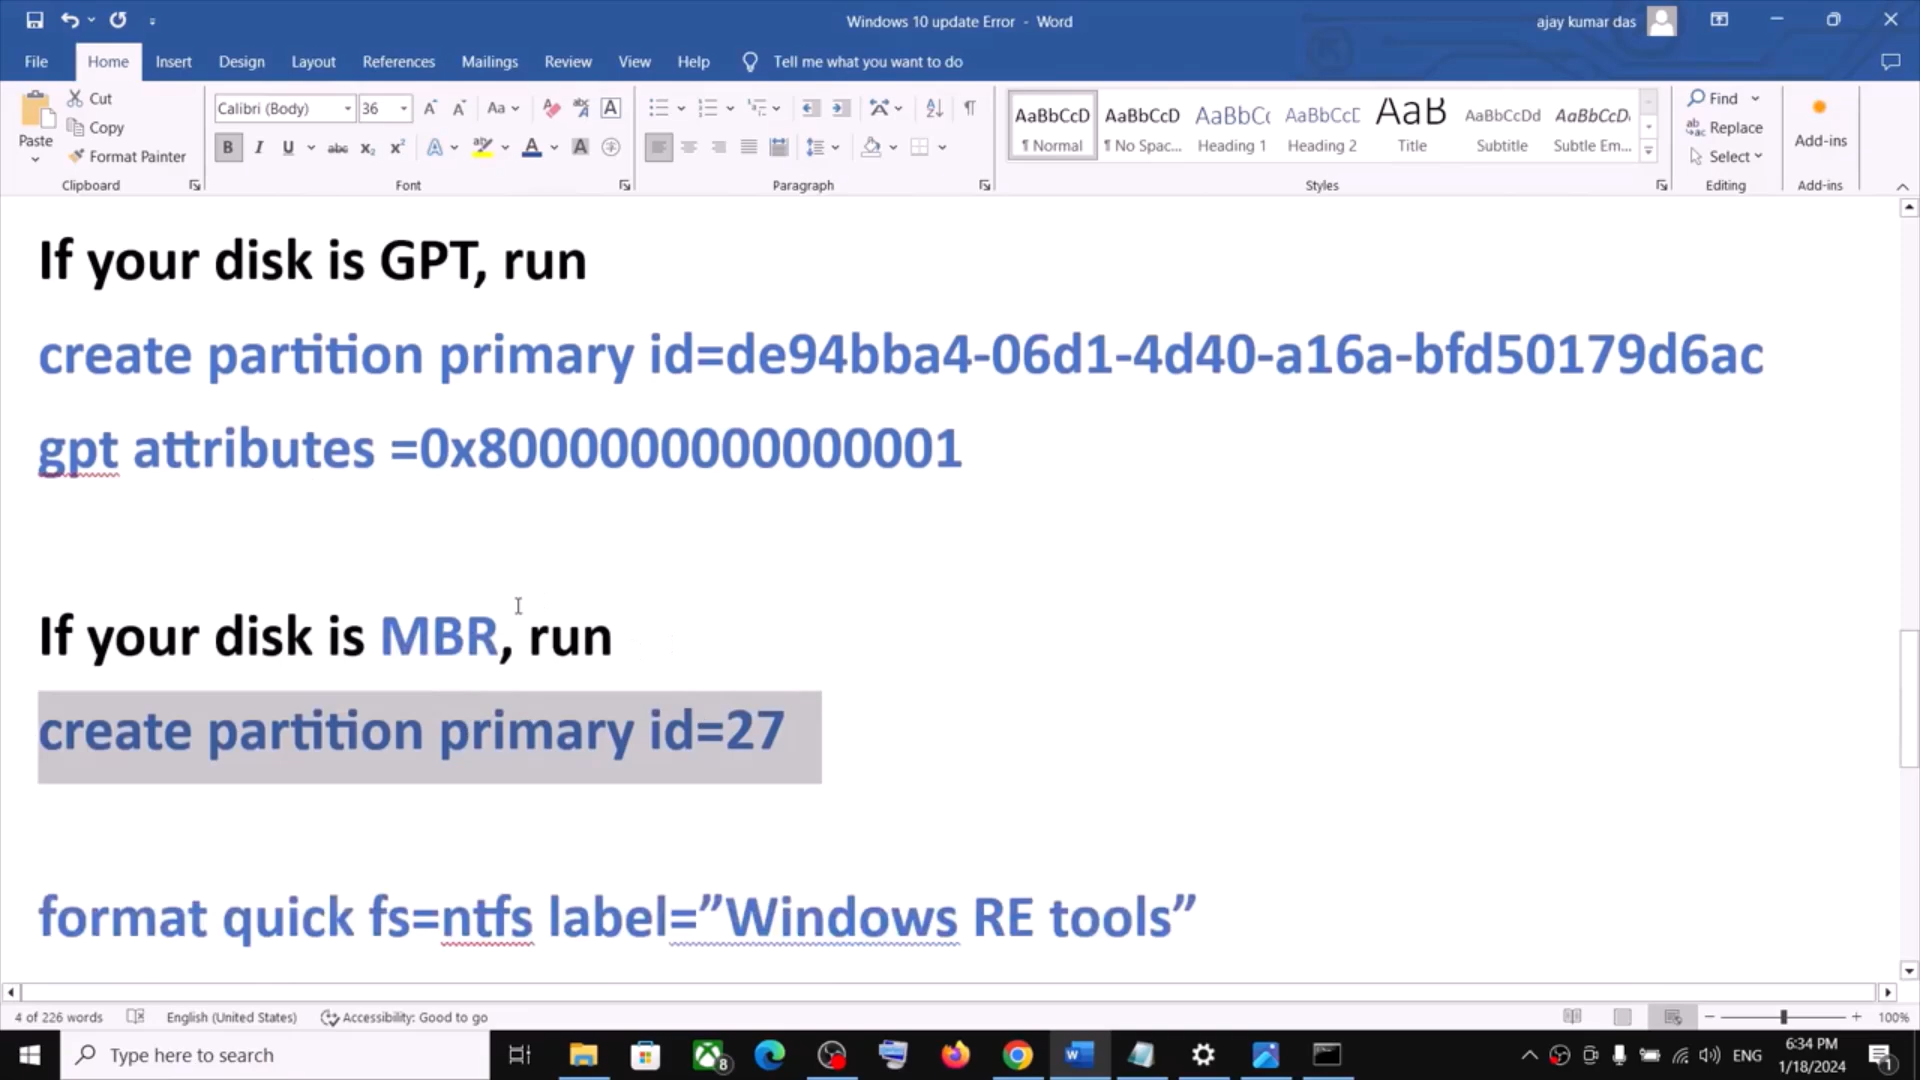 Windows 10 update Error - Word
ajay kumar das
File Home Insert Design Layout References Mailings Review View Help Tell me what you want to do
Paste
Cut
Copy
Format Painter
Clipboard
Calibri (Body) 36
Font
Paragraph
AaBbCcD
¶ Normal
AaBbCcD
¶ No Spac...
AaBbCc
Heading 1
AaBbCcE
Heading 2
AaB
Title
AaBbCcDd
Subtitle
AaBbCcD.
Subtle Em...
Styles
Find
Replace
Select
Editing
Add-ins
Add-ins
If your disk is GPT, run
create partition primary id=de94bba4-06d1-4d40-a16a-bfd50179d6ac
gpt attributes =0x8000000000000001
If your disk is MBR, run
create partition primary id=27
format quick fs=ntfs label=”Windows RE tools”
4 of 226 words English (United States) Accessibility: Good to go 100%
Type here to search
8
ENG
6:34 PM
1/18/2024
1